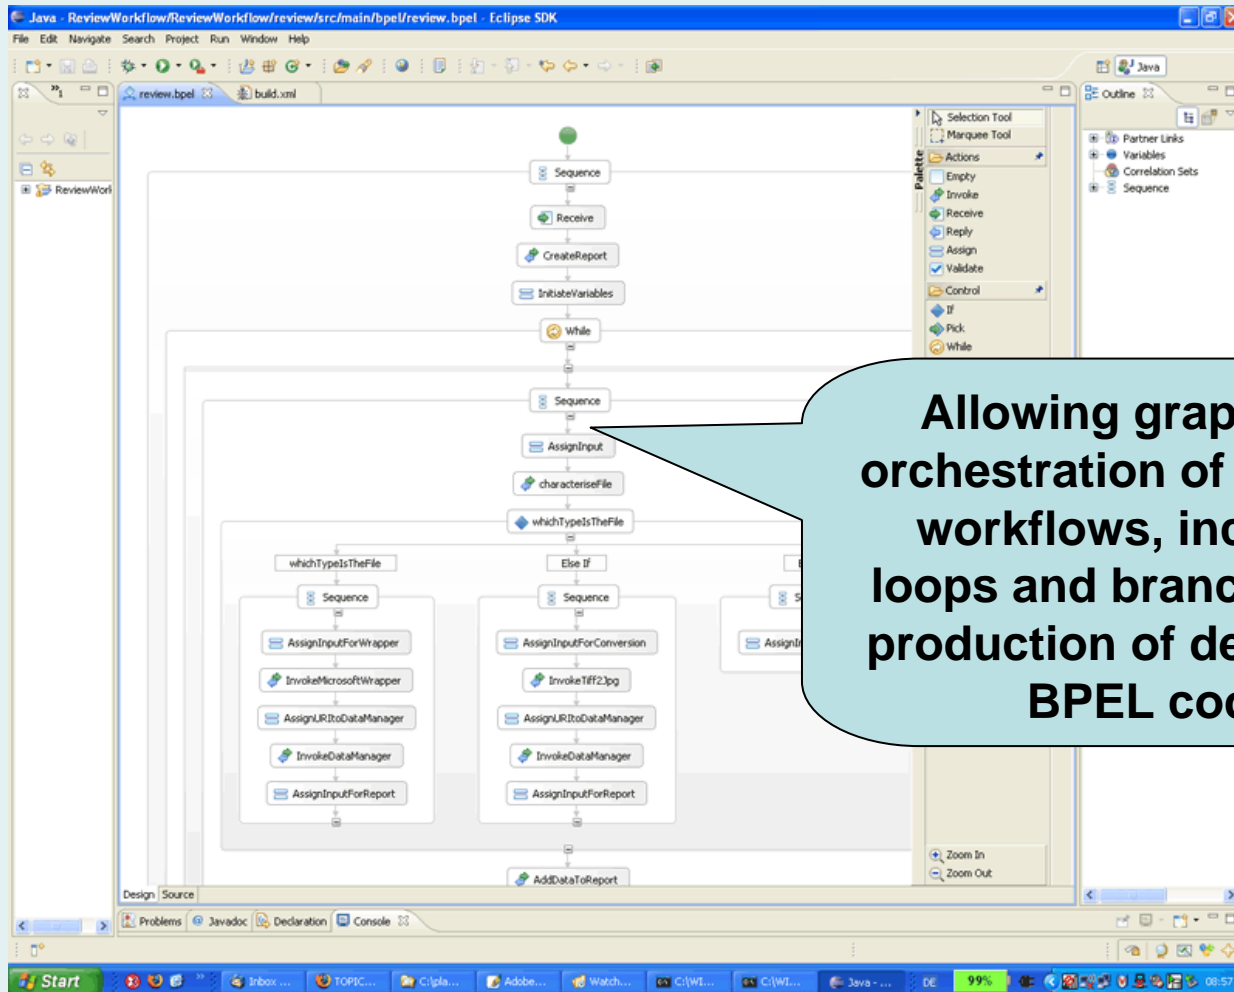 Java - ReviewWorkflow/ReviewWorkflow/review/src/main/bpel/review.bpel - Eclipse SDK
File Edit Navigate Search Project Run Window Help
Java
review.bpel
build.xml
Outline
Selection Tool
Marquee Tool
Palette
Actions
Empty
Invoke
Receive
Reply
Assign
Validate
Control
If
Pick
While
Partner Links
Variables
Correlation Sets
Sequence
ReviewWorkl
Sequence
Receive
CreateReport
InitiateVariables
While
Sequence
AssignInput
characteriseFile
whichTypeIsTheFile
whichTypeIsTheFile
Else If
Sequence
Sequence
AssignInputForWrapper
AssignInputForConversion
InvokeMicrosoftWrapper
InvokeTiff2Jpg
AssignURItoDataManager
AssignURItoDataManager
InvokeDataManager
InvokeDataManager
AssignInputForReport
AssignInputForReport
AddDataToReport
Allowing grap
orchestration of
workflows, inc
loops and branc
production of de
BPEL co
Zoom In
Zoom Out
Design Source
Problems Javadoc Declaration Console
Start
Inbox ...
TOPIC...
C:\pla...
Adobe...
Watch...
C:\WI...
C:\WI...
Java - ...
DE
99%
08:57